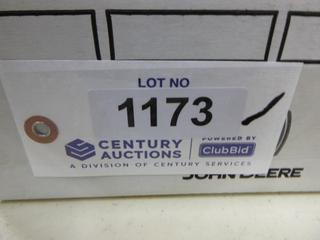 LOT NO
1173
CENTURY AUCTIONS
POWERED BY
ClubBid
A DIVISION OF CENTURY SERVICES
JOHN DEERE